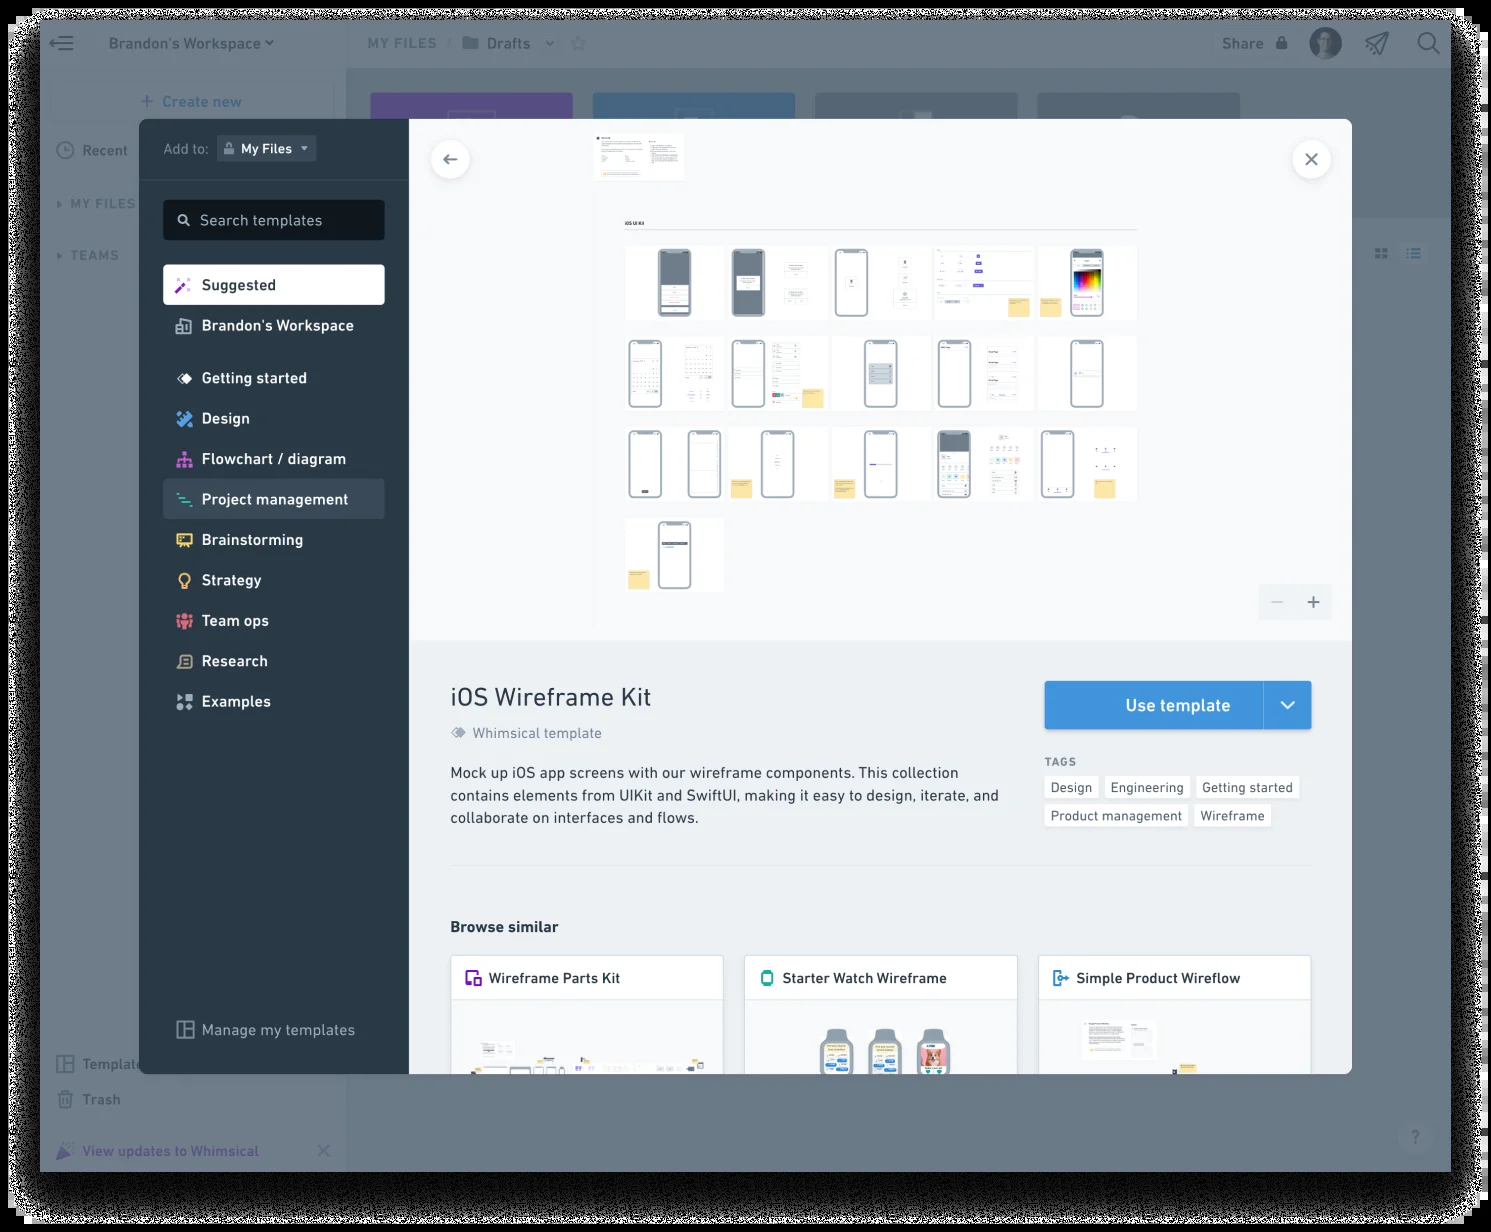 Brandon's Workspace
MY FILES / Drafts
Share
Create new
Recent
MY FILES
TEAMS
Add to: My Files
Search templates
Suggested
Brandon's Workspace
Getting started
Design
Flowchart / diagram
Project management
Brainstorming
Strategy
Team ops
Research
Examples
Manage my templates
Template
Trash
View updates to Whimsical
iOS UI Kit
iOS Wireframe Kit
Whimsical template
Mock up iOS app screens with our wireframe components. This collection
contains elements from UIKit and SwiftUI, making it easy to design, iterate, and
collaborate on interfaces and flows.
Use template
TAGS
Design Engineering Getting started
Product management Wireframe
Browse similar
Wireframe Parts Kit
Starter Watch Wireframe
Simple Product Wireflow
?